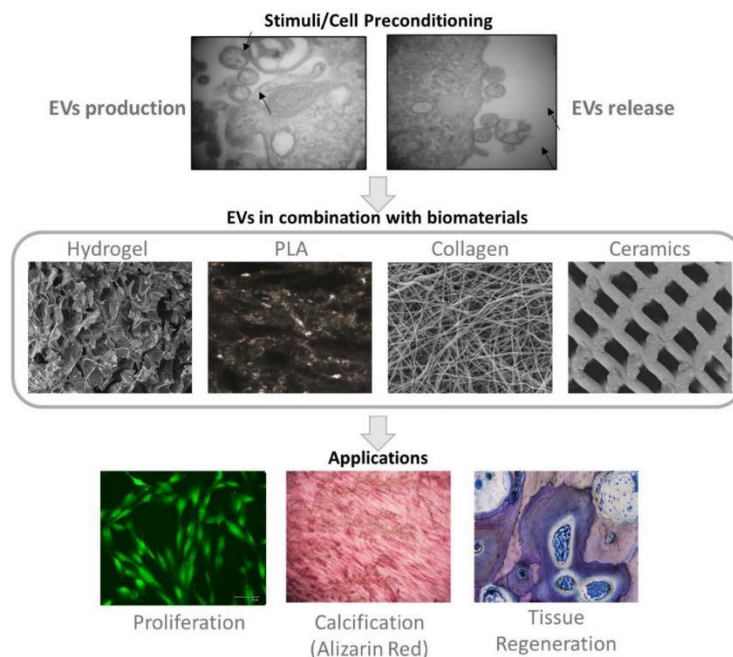 Stimuli/Cell Preconditioning
EVs production
EVs release
EVs in combination with biomaterials
Hydrogel
PLA
Collagen
Ceramics
Applications
Proliferation
Calcification
(Alizarin Red)
Tissue
Regeneration